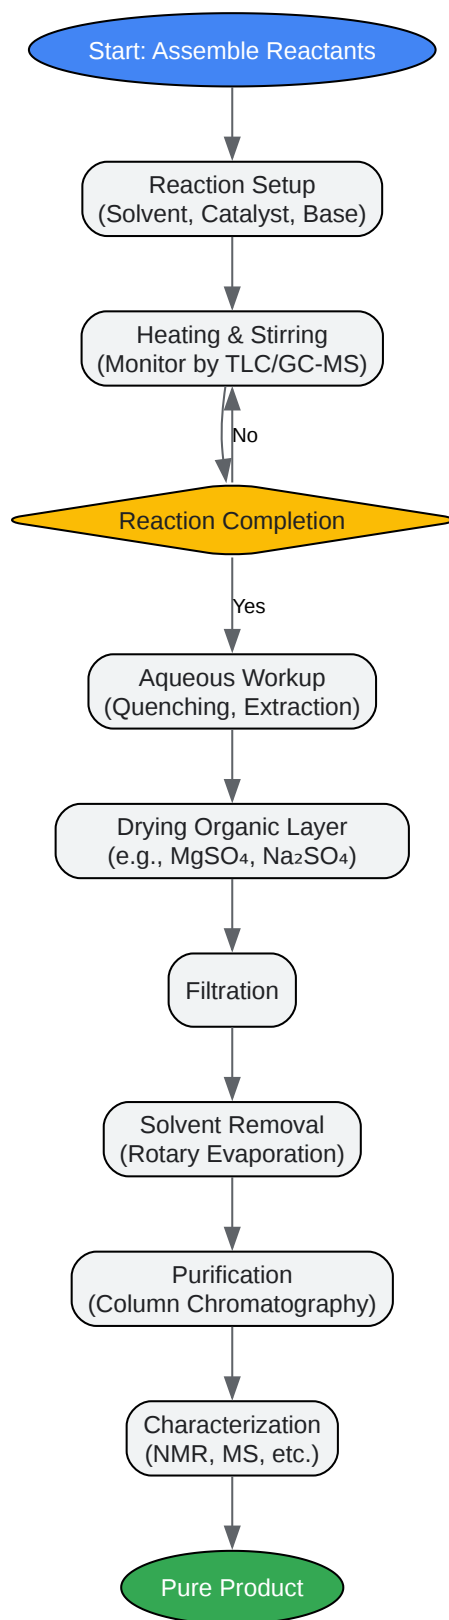 Start: Assemble Reactants
Reaction Setup
(Solvent, Catalyst, Base)
Heating & Stirring
(Monitor by TLC/GC-MS)
No
Reaction Completion
Yes
Aqueous Workup
(Quenching, Extraction)
Drying Organic Layer
(e.g., MgSO₄, Na₂SO₄)
Filtration
Solvent Removal
(Rotary Evaporation)
Purification
(Column Chromatography)
Characterization
(NMR, MS, etc.)
Pure Product